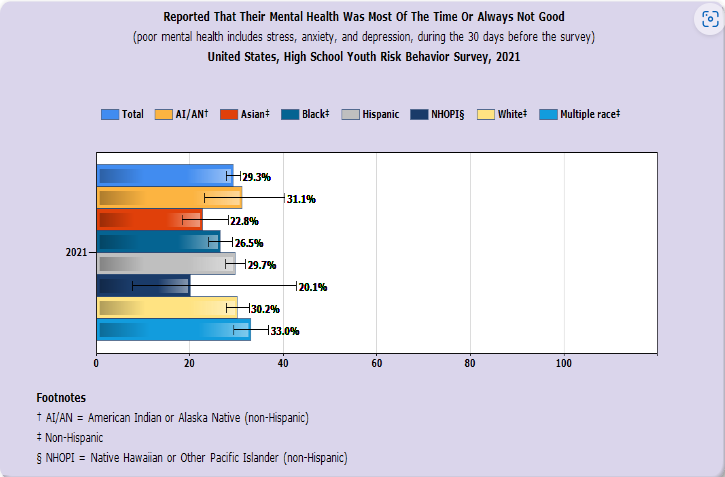 Reported That Their Mental Health Was Most Of The Time Or Always Not Good
(poor mental health includes stress, anxiety, and depression, during the 30 days before the survey)
United States, High School Youth Risk Behavior Survey, 2021
Total AI/AN† Asian‡ Black‡ Hispanic NHOPI§ White‡ Multiple race‡
29.3%
31.1%
22.8%
26.5%
2021
29.7%
20.1%
30.2%
33.0%
0 20 40 60 80 100
Footnotes
† AI/AN = American Indian or Alaska Native (non-Hispanic)
‡ Non-Hispanic
§ NHOPI = Native Hawaiian or Other Pacific Islander (non-Hispanic)